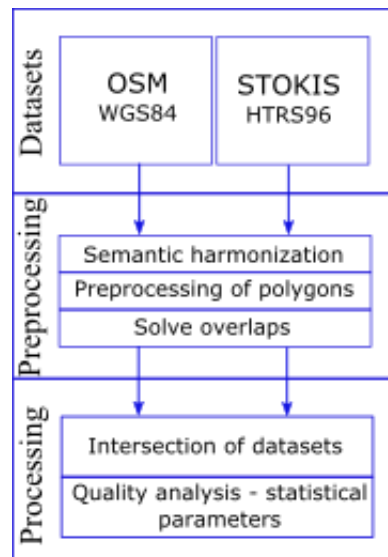 Datasets
OSM
WGS84
STOKIS
HTRS96
Preprocessing
Semantic harmonization
Preprocessing of polygons
Solve overlaps
Processing
Intersection of datasets
Quality analysis - statistical
parameters